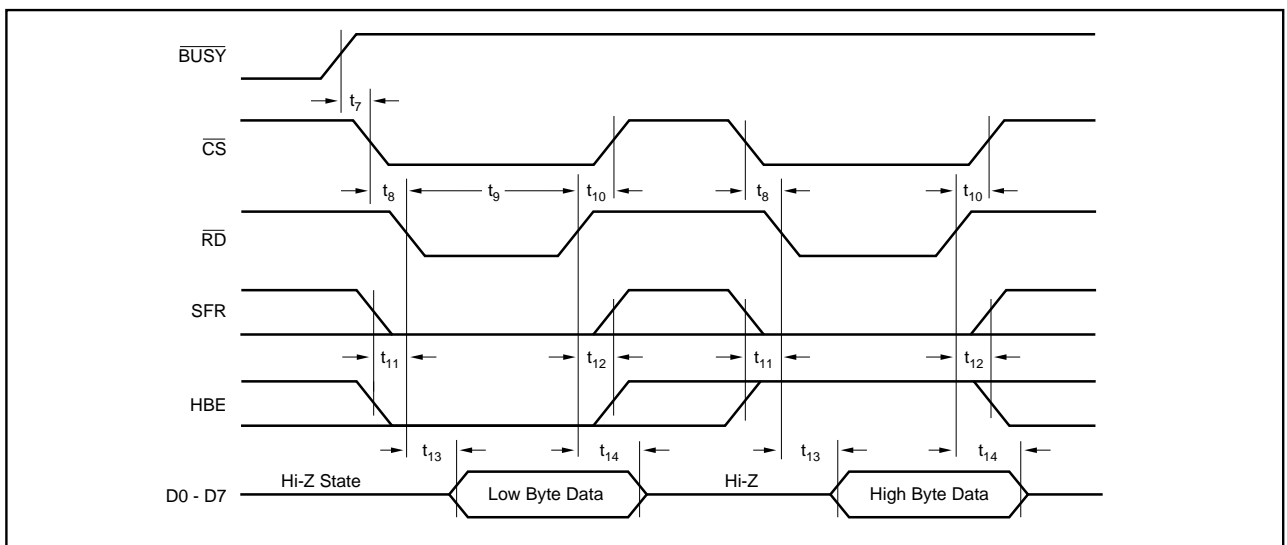 BUSY
t7
CS
t8 t9 t10 t8 t10
RD
SFR
t11 t12 t11 t12
HBE
t13 t14 t13 t14
D0 - D7 Hi-Z State Low Byte Data Hi-Z High Byte Data